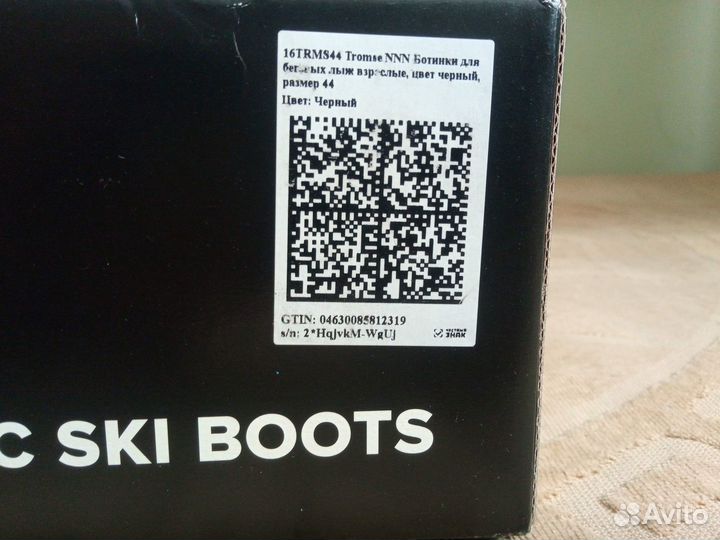 16TRMS44 Tromse NNN Ботинки для
беговых лыж взрослые, цвет черный,
размер 44
Цвет: Черный
GTIN: 04630085812319
s/n: 2*HqjvkM-WgUj
ЧЕСТНЫЙ
ЗНАК
C SKI BOOTS
Avito